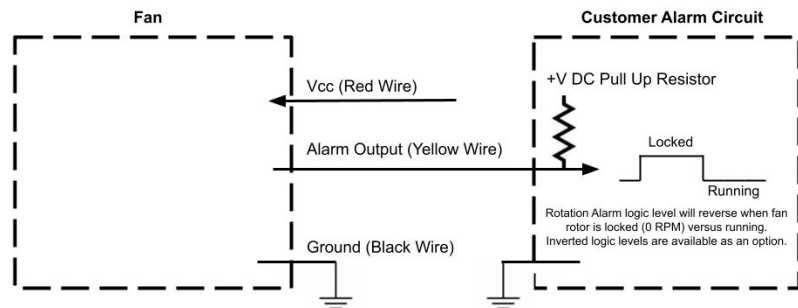 Fan
Customer Alarm Circuit
Vcc (Red Wire)
+V DC Pull Up Resistor
Alarm Output (Yellow Wire)
Locked
Running
Rotation Alarm logic level will reverse when fan
rotor is locked (0 RPM) versus running.
Inverted logic levels are available as an option.
Ground (Black Wire)